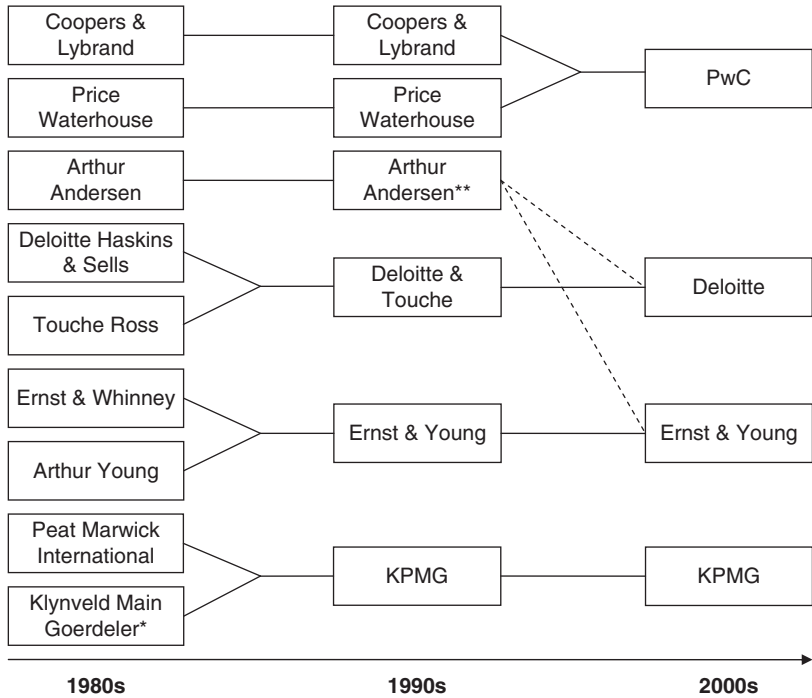 Coopers &
Lybrand
Price
Waterhouse
Arthur
Andersen
Deloitte Haskins
& Sells
Touche Ross
Ernst & Whinney
Arthur Young
Peat Marwick
International
Klynveld Main
Goerdeler*
Coopers &
Lybrand
Price
Waterhouse
Arthur
Andersen**
Deloitte &
Touche
Ernst & Young
KPMG
PwC
Deloitte
Ernst & Young
KPMG
1980s
1990s
2000s